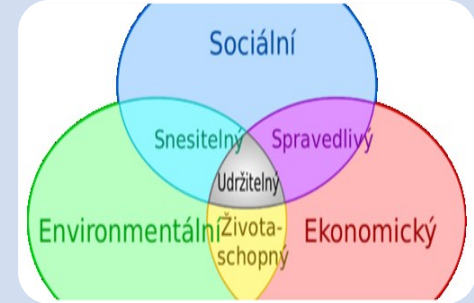 Sociální
Snesitelný
Spravedlivý
Udržitelný
Environmentální
Života-
schopný
Ekonomický